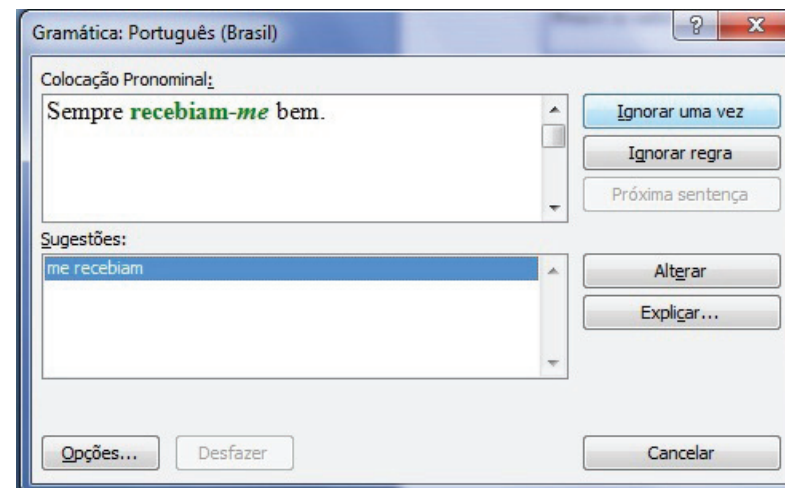 Gramática: Português (Brasil)
Colocação Pronominal:
Sempre recebiam-me bem.
Ignorar uma vez
Ignorar regra
Próxima sentença
Sugestões:
me recebiam
Alterar
Explicar...
Opções...
Desfazer
Cancelar